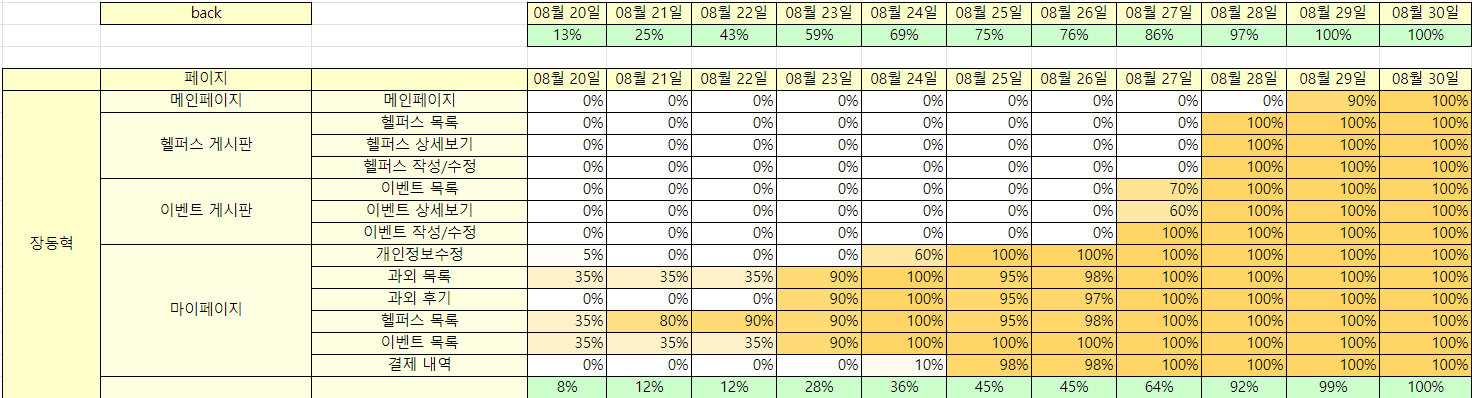 back 08월 20일 08월 21일 08월 22일 08월 23일 08월 24일 08월 25일 08월 26일 08월 27일 08월 28일 08월 29일 08월 30일
13% 25% 43% 59% 69% 75% 76% 86% 97% 100% 100%
페이지 08월 20일 08월 21일 08월 22일 08월 23일 08월 24일 08월 25일 08월 26일 08월 27일 08월 28일 08월 29일 08월 30일
메인페이지 메인페이지 0% 0% 0% 0% 0% 0% 0% 0% 0% 90% 100%
헬퍼스 목록 0% 0% 0% 0% 0% 0% 0% 0% 100% 100% 100%
헬퍼스 게시판 헬퍼스 상세보기 0% 0% 0% 0% 0% 0% 0% 0% 100% 100% 100%
헬퍼스 작성/수정 0% 0% 0% 0% 0% 0% 0% 0% 100% 100% 100%
이벤트 목록 0% 0% 0% 0% 0% 0% 0% 70% 100% 100% 100%
이벤트 게시판 이벤트 상세보기 0% 0% 0% 0% 0% 0% 0% 60% 100% 100% 100%
이벤트 작성/수정 0% 0% 0% 0% 0% 0% 0% 100% 100% 100% 100%
장동혁
개인정보수정 5% 0% 0% 0% 60% 100% 100% 100% 100% 100% 100%
과외 목록 35% 35% 35% 90% 100% 95% 98% 100% 100% 100% 100%
과외 후기 0% 0% 0% 90% 100% 95% 97% 100% 100% 100% 100%
마이페이지
헬퍼스 목록 35% 80% 90% 90% 100% 95% 98% 100% 100% 100% 100%
이벤트 목록 35% 35% 35% 90% 100% 100% 100% 100% 100% 100% 100%
결제 내역 0% 0% 0% 0% 10% 98% 98% 100% 100% 100% 100%
8% 12% 12% 28% 36% 45% 45% 64% 92% 99% 100%